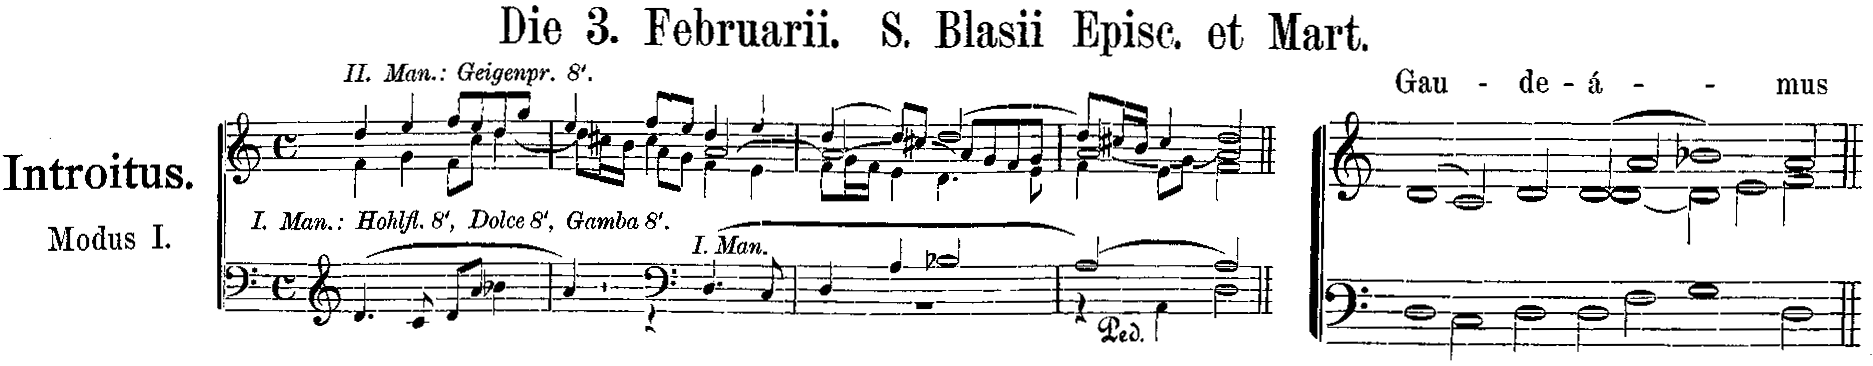 Die 3. Februarii. S. Blasii Episc. et Mart.
II. Man.: Geigenpr. 8'.
Gau - de - á - - mus
Introitus.
I. Man.: Hohlfl. 8', Dolce 8', Gamba 8'.
Modus I.
I. Man.
Ped.